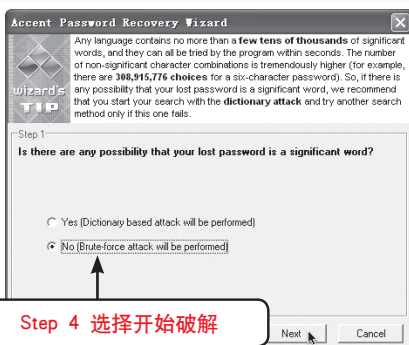 Accent Password Recovery Wizard
Any language contains no more than a few tens of thousands of significant
words, and they can all be tried by the program within seconds. The number
of non-significant character combinations is tremendously higher (for example,
there are 308,915,776 choices for a six-character password). So, if there is
any possibility that your lost password is a significant word, we recommend
that you start your search with the dictionary attack and try another search
method only if this one fails.
wizard's
TIP
Step 1
Is there are any possibility that your lost password is a significant word?
Yes (Dictionary based attack will be performed)
No (Brute-force attack will be performed)
Step 4 选择开始破解
Next
Cancel